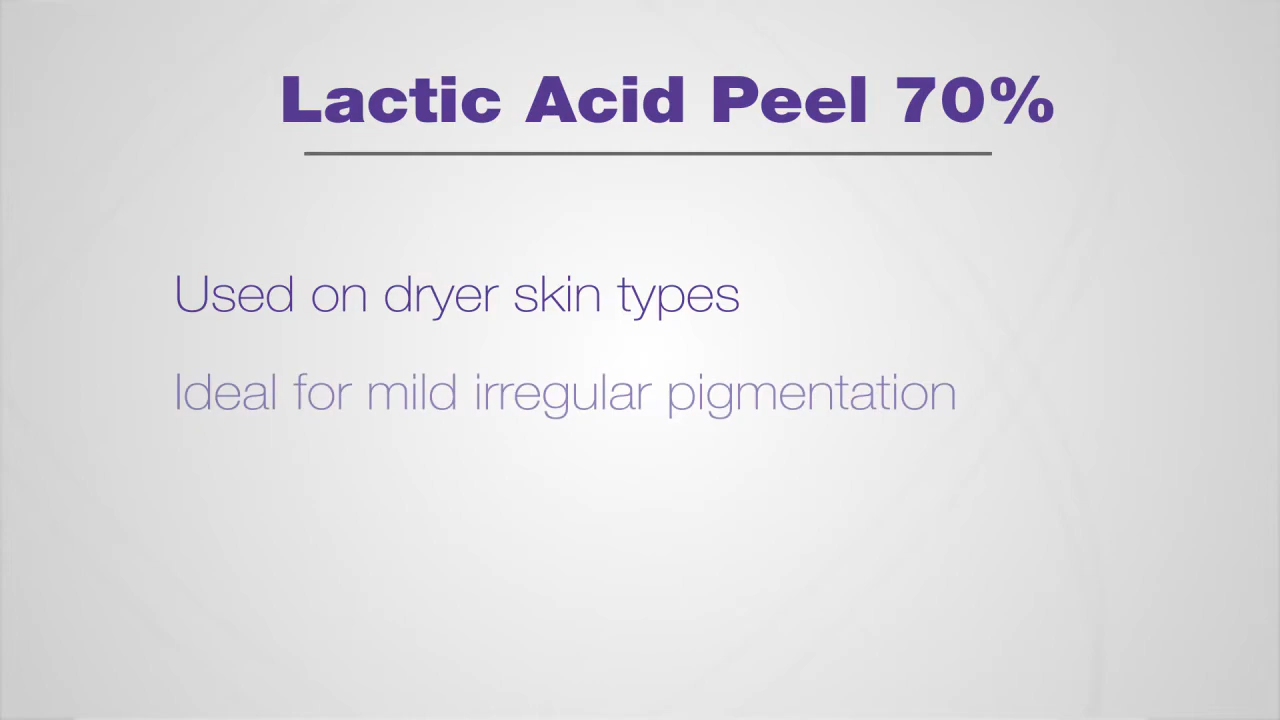 Lactic Acid Peel 70%
Used on dryer skin types
Ideal for mild irregular pigmentation